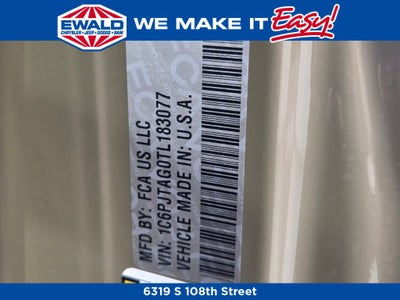 EWALD
CHRYSLER • JEEP • DODGE • RAM
WE MAKE IT Easy!
MFD BY: FCA US LLC
VIN: 1C6PJTAG0TL183077
VEHICLE MADE IN: U.S.A.
6319 S 108th Street